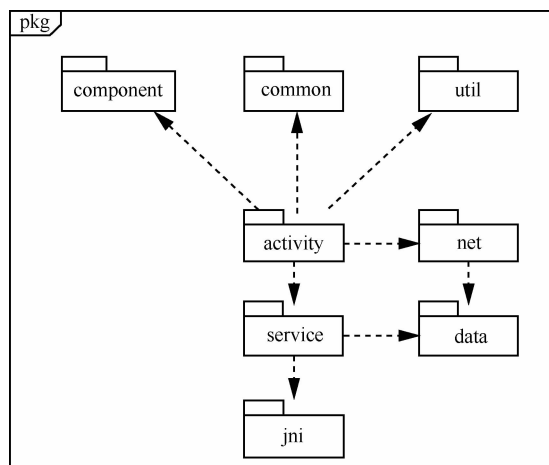 pkg
component
common
util
activity
net
service
data
jni